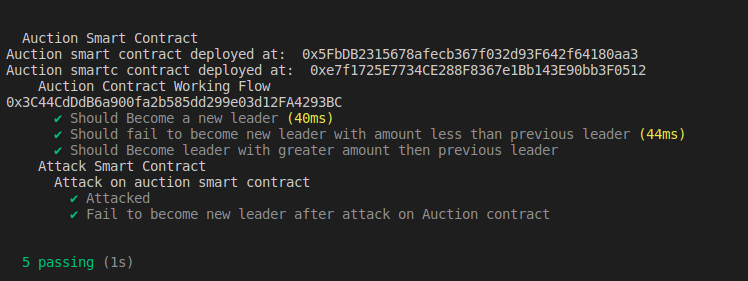 Auction Smart Contract
Auction smart contract deployed at:  0x5FbDB2315678afecb367f032d93F642f64180aa3
Auction smartc contract deployed at:  0xe7f1725E7734CE288F8367e1Bb143E90bb3F0512
Auction Contract Working Flow
0x3C44CdDdB6a900fa2b585dd299e03d12FA4293BC
✔ Should Become a new leader (40ms)
✔ Should fail to become new leader with amount less than previous leader (44ms)
✔ Should Become leader with greater amount then previous leader
Attack Smart Contract
Attack on auction smart contract
✔ Attacked
✔ Fail to become new leader after attack on Auction contract
5 passing (1s)